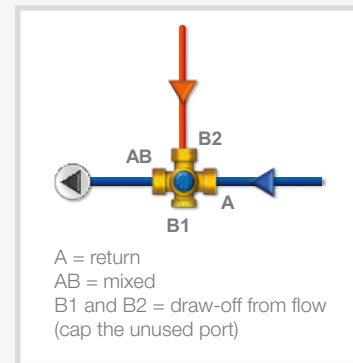 B2
AB
A
B1
A = return
AB = mixed
B1 and B2 = draw-off from flow
(cap the unused port)